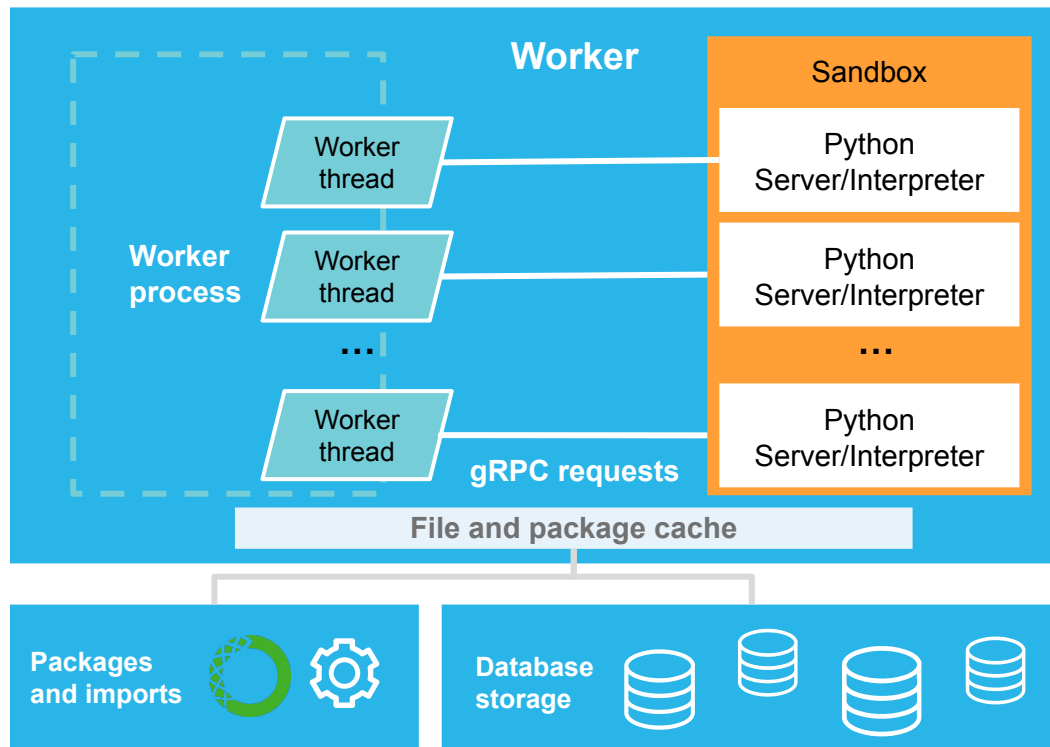 Worker
Sandbox
Worker
thread
Python
Server/Interpreter
Worker
process
Worker
thread
Python
Server/Interpreter
...
...
Worker
thread
Python
Server/Interpreter
gRPC requests
File and package cache
Packages
and imports
Database
storage